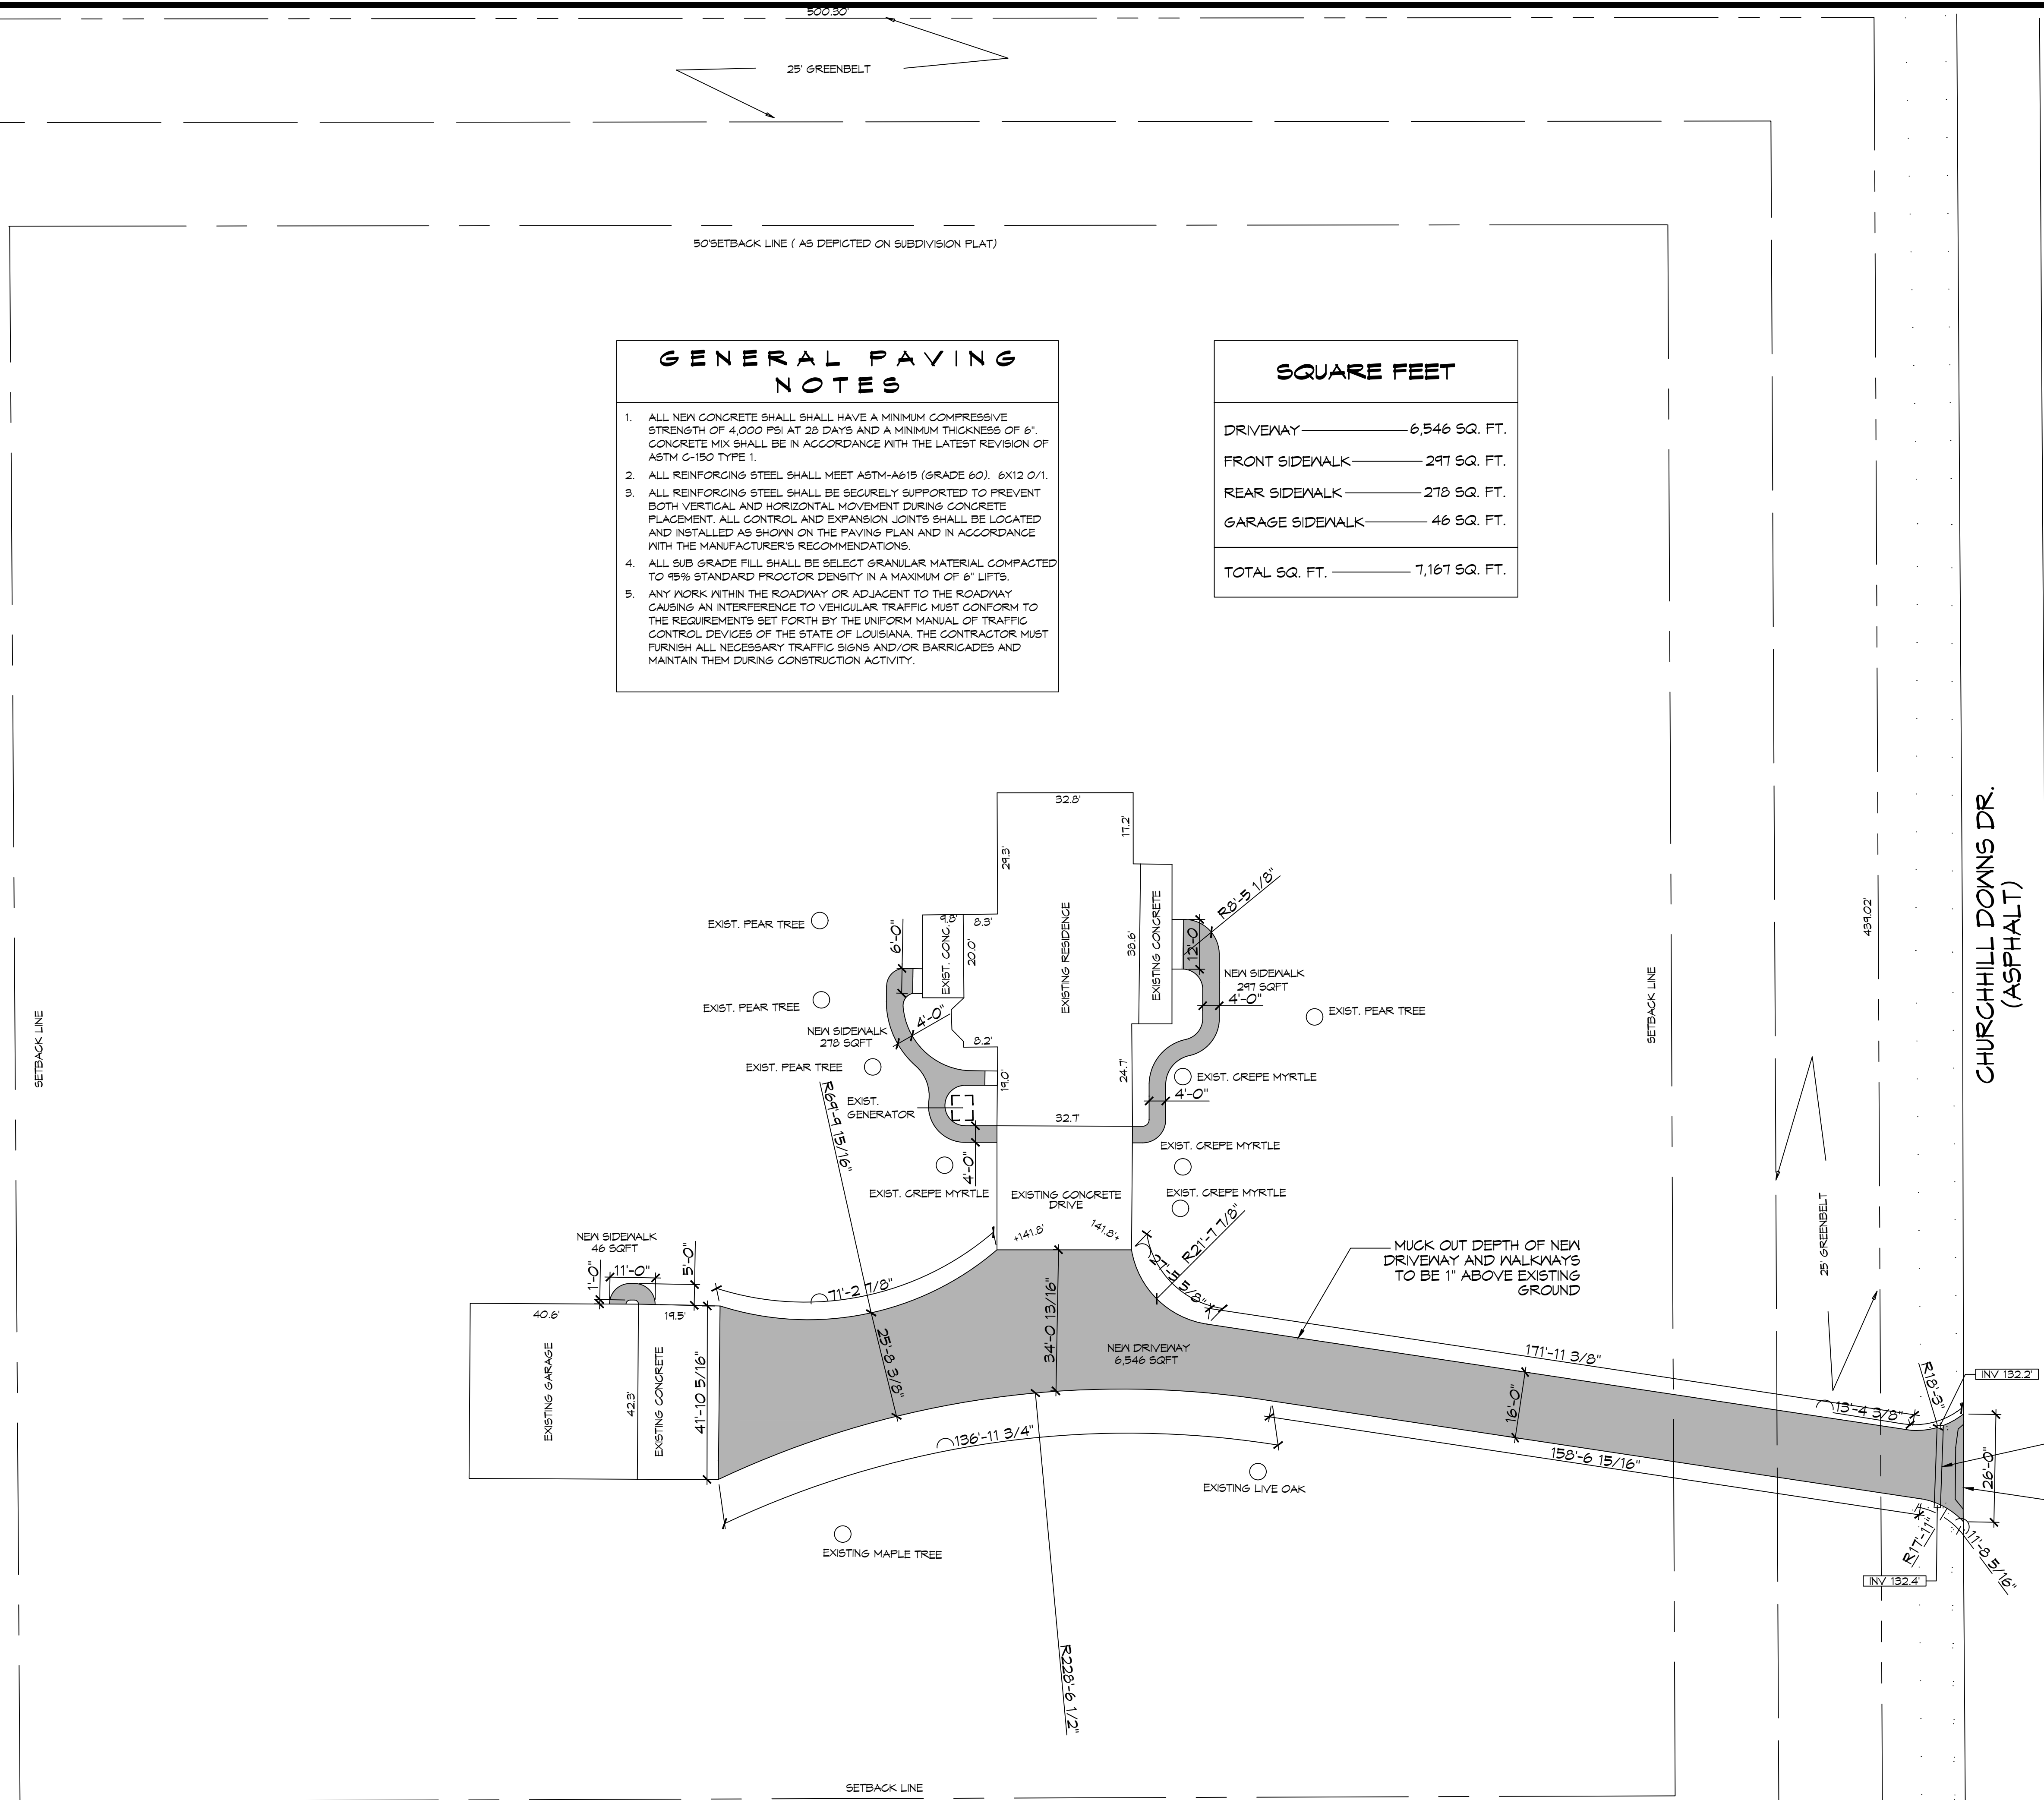 500.30'
25' GREENBELT
50'SETBACK LINE ( AS DEPICTED ON SUBDIVISION PLAT)
GENERAL PAVING
NOTES
1. ALL NEW CONCRETE SHALL SHALL HAVE A MINIMUM COMPRESSIVE
STRENGTH OF 4,000 PSI AT 28 DAYS AND A MINIMUM THICKNESS OF 6".
CONCRETE MIX SHALL BE IN ACCORDANCE WITH THE LATEST REVISION OF
ASTM C-150 TYPE 1.
2. ALL REINFORCING STEEL SHALL MEET ASTM-A615 (GRADE 60). 6X12 0/1.
3. ALL REINFORCING STEEL SHALL BE SECURELY SUPPORTED TO PREVENT
BOTH VERTICAL AND HORIZONTAL MOVEMENT DURING CONCRETE
PLACEMENT. ALL CONTROL AND EXPANSION JOINTS SHALL BE LOCATED
AND INSTALLED AS SHOWN ON THE PAVING PLAN AND IN ACCORDANCE
WITH THE MANUFACTURER'S RECOMMENDATIONS.
4. ALL SUB GRADE FILL SHALL BE SELECT GRANULAR MATERIAL COMPACTED
TO 95% STANDARD PROCTOR DENSITY IN A MAXIMUM OF 6" LIFTS.
5. ANY WORK WITHIN THE ROADWAY OR ADJACENT TO THE ROADWAY
CAUSING AN INTERFERENCE TO VEHICULAR TRAFFIC MUST CONFORM TO
THE REQUIREMENTS SET FORTH BY THE UNIFORM MANUAL OF TRAFFIC
CONTROL DEVICES OF THE STATE OF LOUISIANA. THE CONTRACTOR MUST
FURNISH ALL NECESSARY TRAFFIC SIGNS AND/OR BARRICADES AND
MAINTAIN THEM DURING CONSTRUCTION ACTIVITY.
SQUARE FEET
DRIVEWAY 6,546 SQ. FT.
FRONT SIDEWALK 297 SQ. FT.
REAR SIDEWALK 278 SQ. FT.
GARAGE SIDEWALK 46 SQ. FT.
TOTAL SQ. FT. 7,167 SQ. FT.
32.8'
17.2'
29.3'
R8'-5 1/8"
EXIST. PEAR TREE
6'-0"
9.8'
8.3'
EXIST. CONC.
20.0'
EXISTING RESIDENCE
38.6'
EXISTING CONCRETE
12'-0
439.02'
CHURCHHILL DOWNS DR.
(ASPHALT)
NEW SIDEWALK
297 SQFT
4'-0"
EXIST. PEAR TREE
EXIST. PEAR TREE
SETBACK LINE
SETBACK LINE
4'-0"
NEW SIDEWALK
278 SQFT
8.2'
EXIST. PEAR TREE
19.0'
24.7'
EXIST. CREPE MYRTLE
4'-0"
R69'-9 15/16"
EXIST.
GENERATOR
32.7'
EXIST. CREPE MYRTLE
4'-0"
EXIST. CREPE MYRTLE
EXISTING CONCRETE
DRIVE
EXIST. CREPE MYRTLE
+141.8'
141.8'+
R21'-7 7/8"
27'-5 5/8"
25' GREENBELT
NEW SIDEWALK
46 SQFT
1'-0"
11'-0"
5'-0"
71'-2 7/8"
MUCK OUT DEPTH OF NEW
DRIVEWAY AND WALKWAYS
TO BE 1" ABOVE EXISTING
GROUND
40.6'
19.5'
EXISTING GARAGE
42.3'
EXISTING CONCRETE
41'-10 5/16"
25'-8 3/8"
34'-0 13/16"
NEW DRIVEWAY
6,546 SQFT
171'-11 3/8"
16'-0"
R18'-3"
INV 132.2'
13'-4 3/8"
136'-11 3/4"
158'-6 15/16"
26'-0"
EXISTING LIVE OAK
R17'-11"
11'-8 5/16"
EXISTING MAPLE TREE
INV 132.4'
R228'-6 1/2"
SETBACK LINE